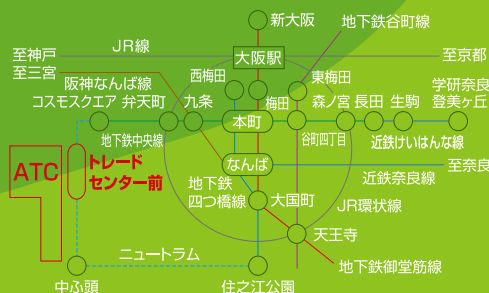 新大阪
地下鉄谷町線
JR線
至神戸
至三宮
大阪駅
至京都
阪神なんば線
西梅田
東梅田
梅田
学研奈良
登美ヶ丘
コスモスクエア
弁天町
九条
森ノ宮
長田
生駒
本町
地下鉄中央線
谷町四丁目
近鉄けいはんな線
ATC
トレード
センター前
なんば
至奈良
近鉄奈良線
地下鉄
四つ橋線
大国町
JR環状線
天王寺
ニュートラム
地下鉄御堂筋線
中ふ頭
住之江公園